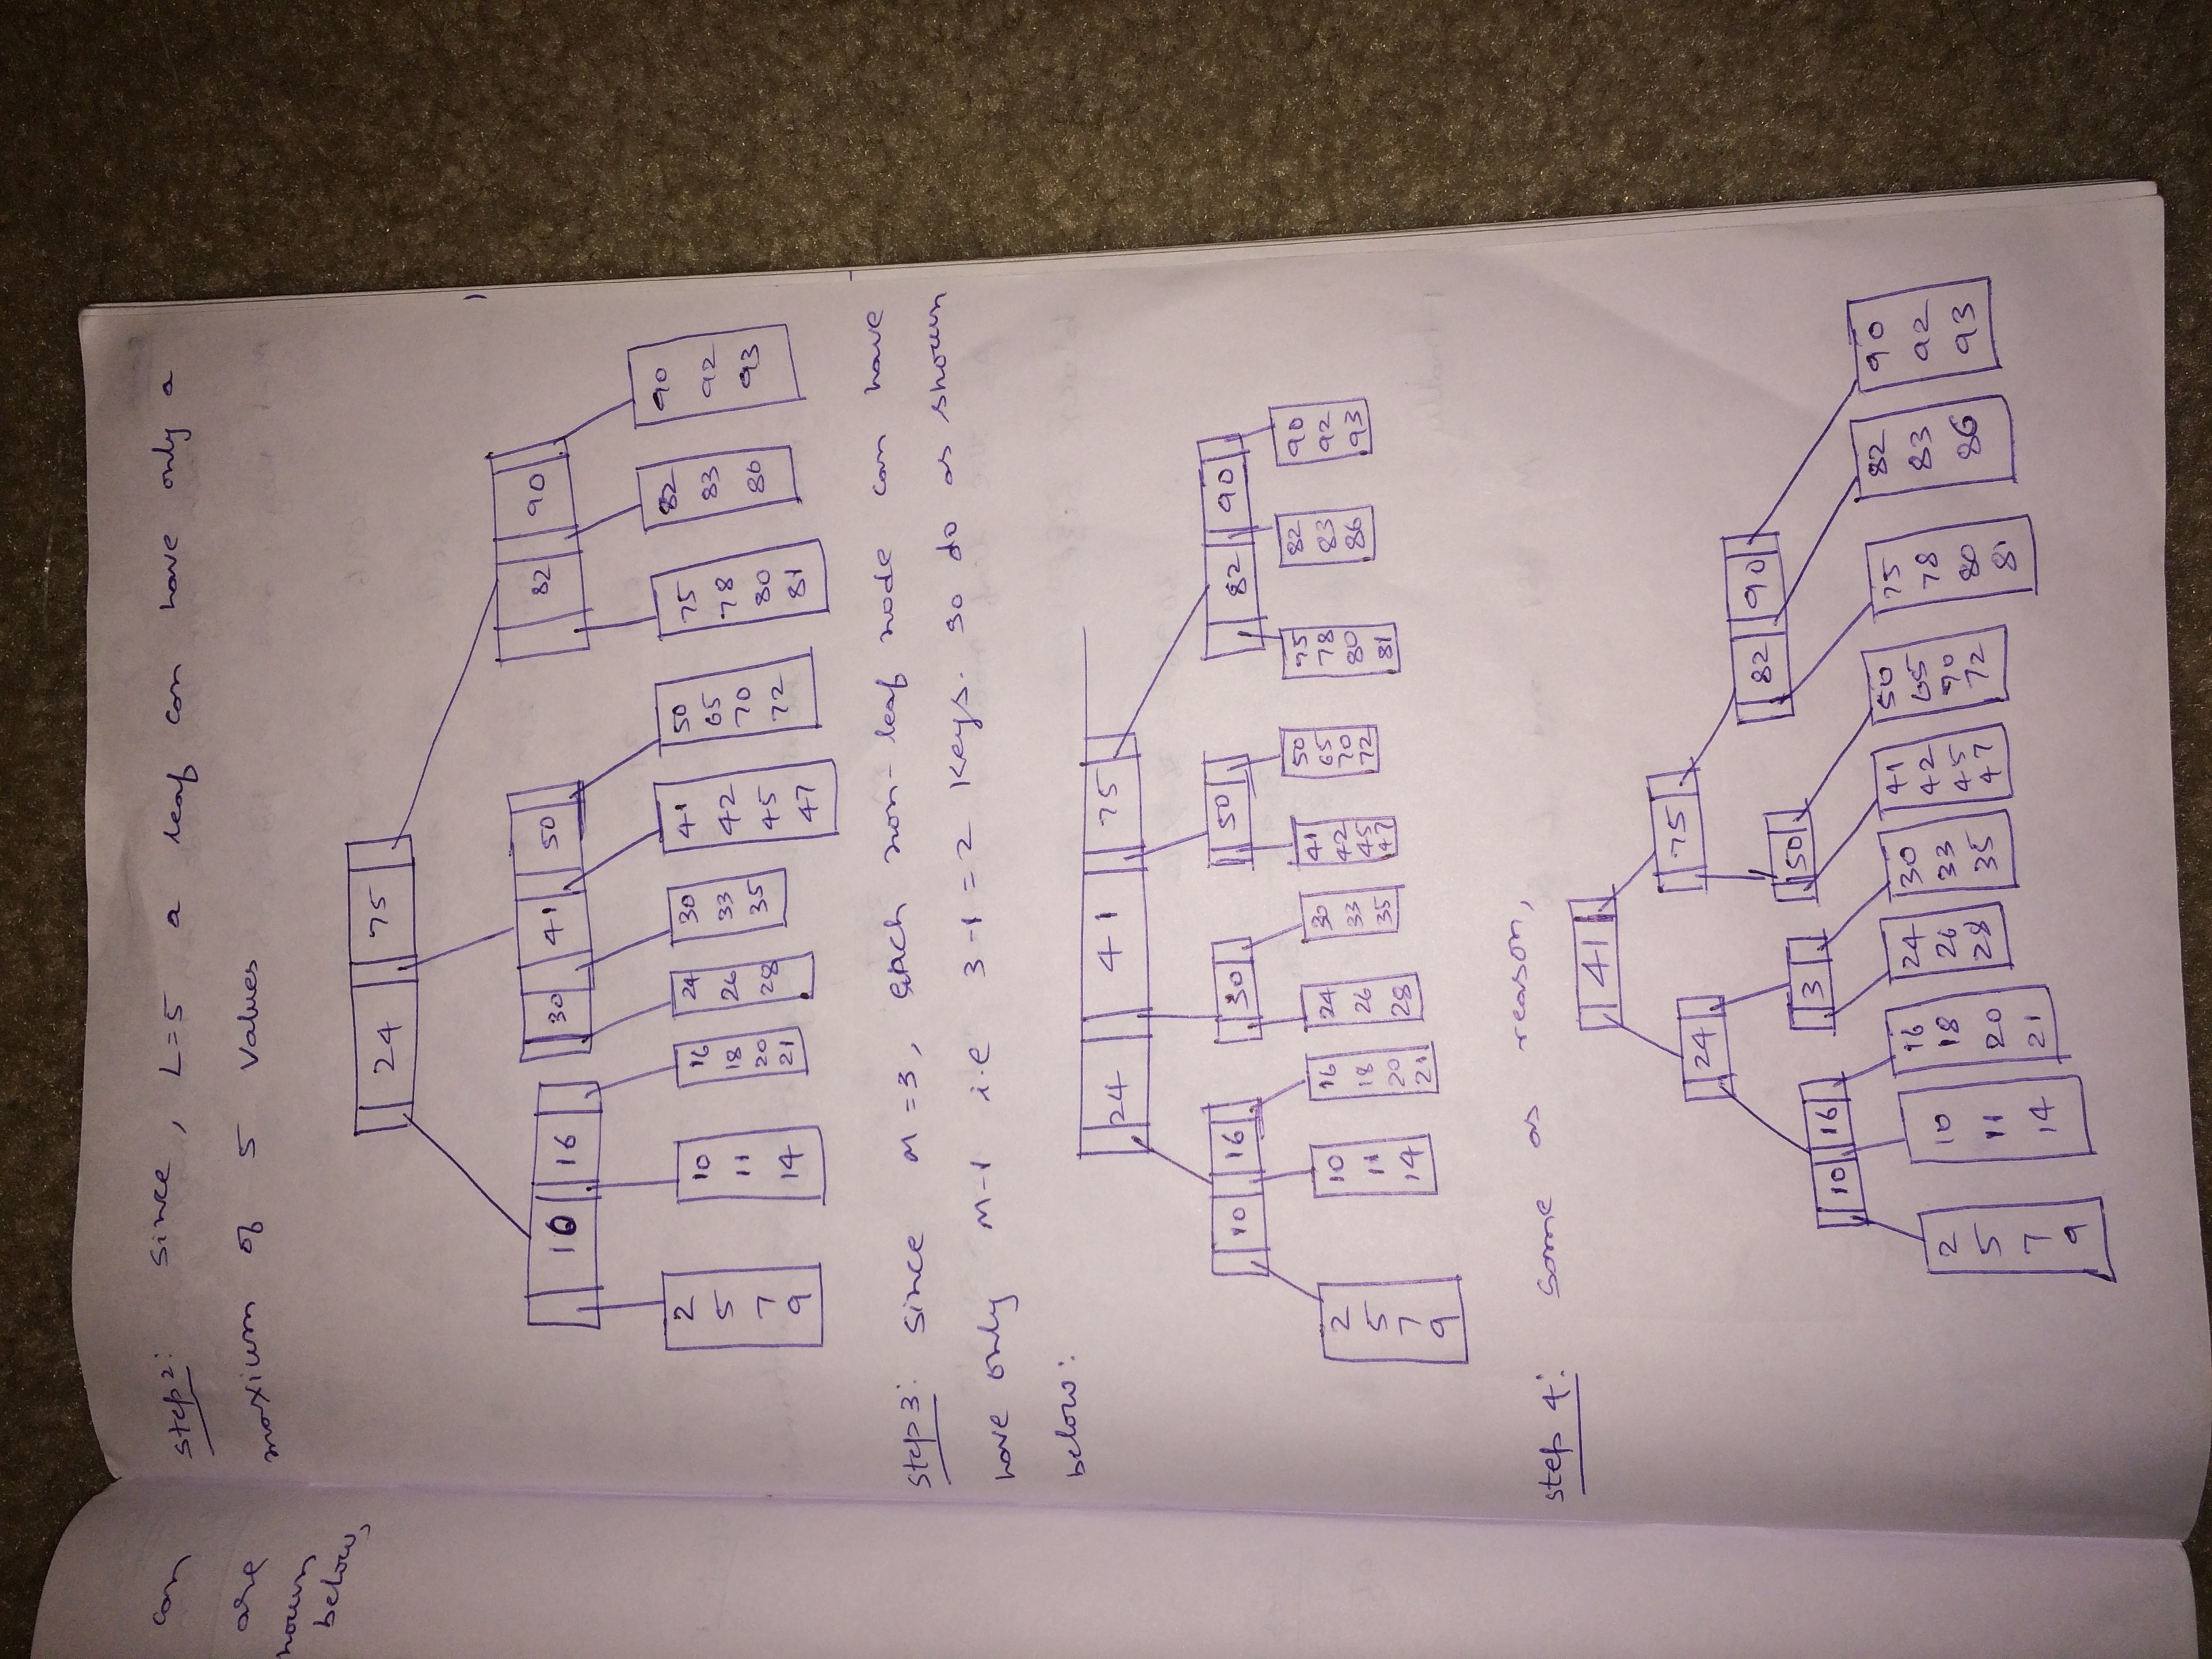 con
are
nown
below,
step 2: since, L=5 a leaf con have only a
moxium of 5 values
24 75
10 16 30 41 50 82 90
2 10 16 24 30 41 50 75 82 90
5 11 18 26 33 42 65 78 83 92
7 14 20 28 35 45 70 80 80 93
9 21 47 72 81
step 3: since M=3, each non-leaf node can have
have only M-1 i.e 3-1=2 Keys. so do as shown
below:
24 41 75
10 16 30 50 82 90
2 10 16 24 30 41 50 75 82 90
5 11 18 26 33 42 65 78 83 92
7 14 20 28 35 45 70 80 86 93
9 21 47 72 81
step 4: some as reason,
41
24 75
10 16 3 50 82 90
2 10 16 24 30 41 50 75 82 90
5 11 18 26 33 42 65 78 83 92
7 14 20 28 35 45 90 80 86 93
9 21 47 72 81